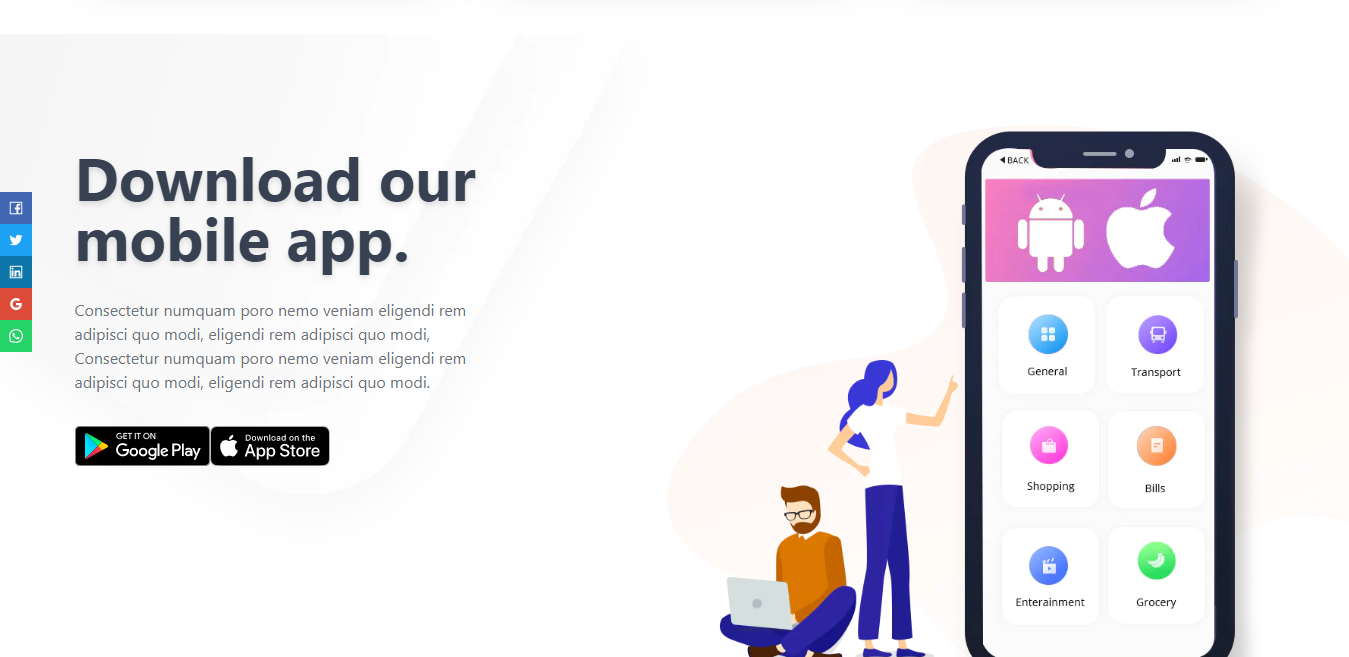 Download our
mobile app.
Consectetur numquam poro nemo veniam eligendi rem
adipisci quo modi, eligendi rem adipisci quo modi,
Consectetur numquam poro nemo veniam eligendi rem
adipisci quo modi, eligendi rem adipisci quo modi.
GET IT ON
Google Play
Download on the
App Store
BACK
General
Transport
Shopping
Bills
Enterainment
Grocery